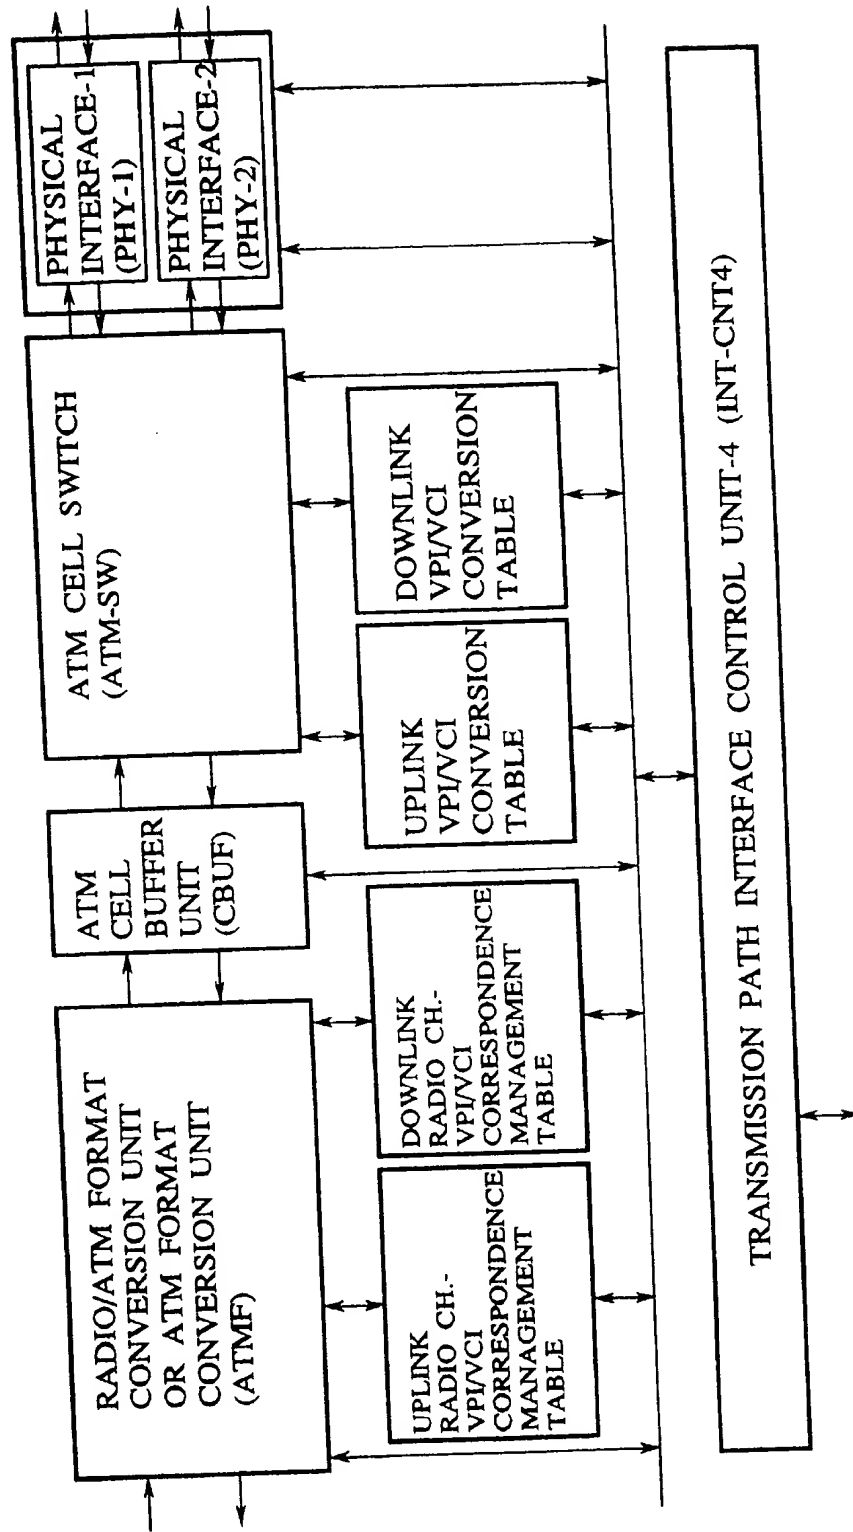 RADIO/ATM FORMAT
CONVERSION UNIT
OR ATM FORMAT
CONVERSION UNIT
(ATMF)
ATM
CELL
BUFFER
UNIT
(CBUF)
ATM CELL SWITCH
(ATM-SW)
PHYSICAL
INTERFACE-1
(PHY-1)
PHYSICAL
INTERFACE-2
(PHY-2)
UPLINK
RADIO CH.-
VPI/VCI
CORRESPONDENCE
MANAGEMENT
TABLE
DOWNLINK
RADIO CH.-
VPI/VCI
CORRESPONDENCE
MANAGEMENT
TABLE
UPLINK
VPI/VCI
CONVERSION
TABLE
DOWNLINK
VPI/VCI
CONVERSION
TABLE
TRANSMISSION PATH INTERFACE CONTROL UNIT-4 (INT-CNT4)